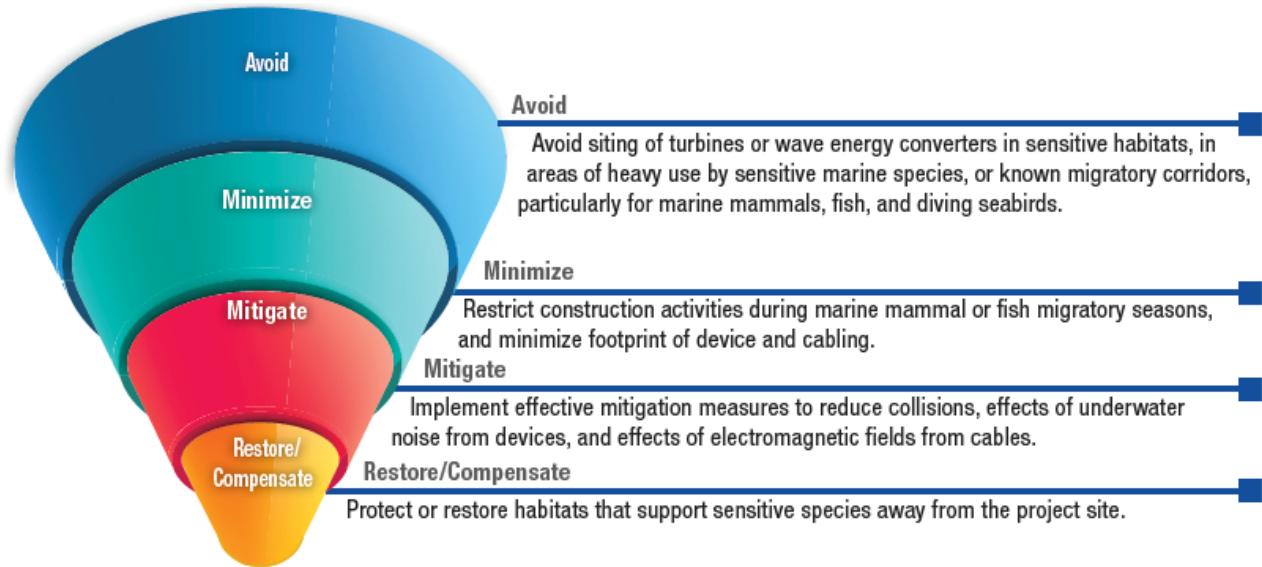 Avoid
Minimize
Mitigate
Restore/
Compensate
Avoid
Avoid siting of turbines or wave energy converters in sensitive habitats, in
areas of heavy use by sensitive marine species, or known migratory corridors,
particularly for marine mammals, fish, and diving seabirds.
Minimize
Restrict construction activities during marine mammal or fish migratory seasons,
and minimize footprint of device and cabling.
Mitigate
Implement effective mitigation measures to reduce collisions, effects of underwater
noise from devices, and effects of electromagnetic fields from cables.
Restore/Compensate
Protect or restore habitats that support sensitive species away from the project site.